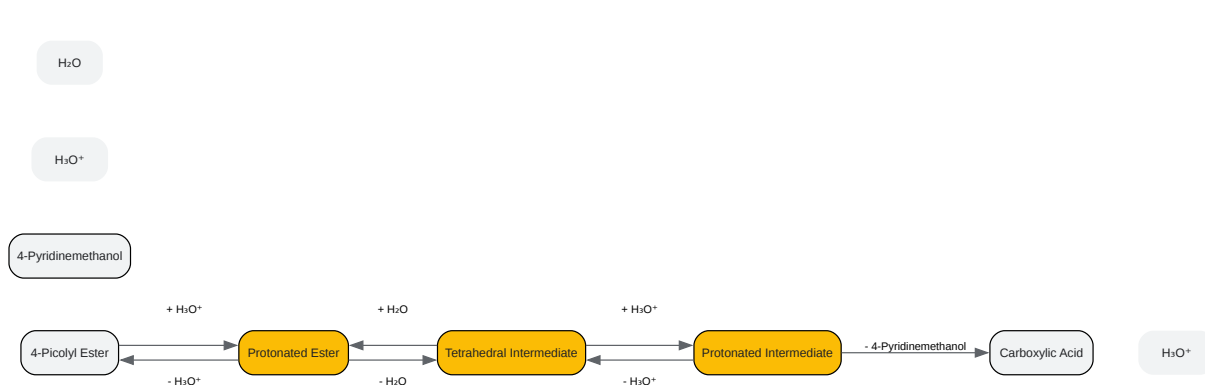 H₂O
H₃O⁺
4-Pyridinemethanol
+ H₃O⁺
+ H₂O
+ H₃O⁺
4-Picolyl Ester
Protonated Ester
Tetrahedral Intermediate
Protonated Intermediate
- 4-Pyridinemethanol
Carboxylic Acid
H₃O⁺
- H₃O⁺
- H₂O
- H₃O⁺